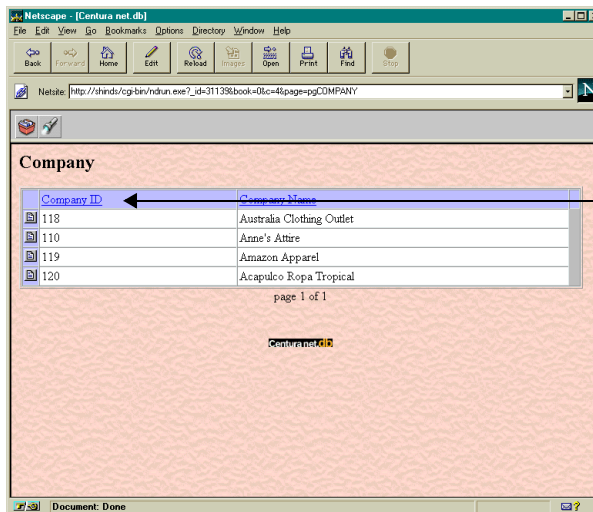 Netscape - [Centura net.db]
File Edit View Go Bookmarks Options Directory Window Help
Back Forward Home Edit Reload Images Open Print Find Stop
Netsite: http://shinds/cgi-bin/ndrun.exe?_id=31139&book=0&c=4&page=pgCOMPANY
N
Company
Company ID Company Name
118 Australia Clothing Outlet
110 Anne's Attire
119 Amazon Apparel
120 Acapulco Ropa Tropical
page 1 of 1
Centura net.db
Document: Done